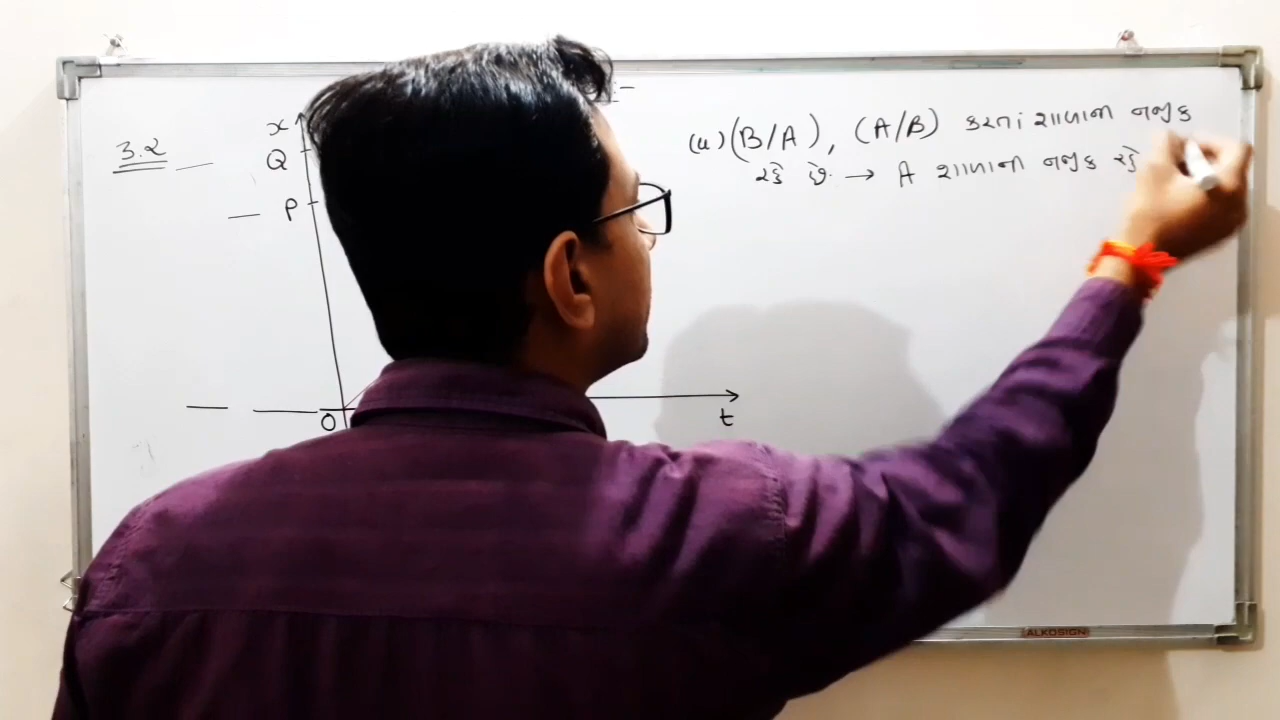 3.2
x
Q
P
O
t
(a) (B/A), (A/B) કરતાં શાળાના નજીક
રહે છે. → A શાળાના નજીક રહે
ALKOSIGN